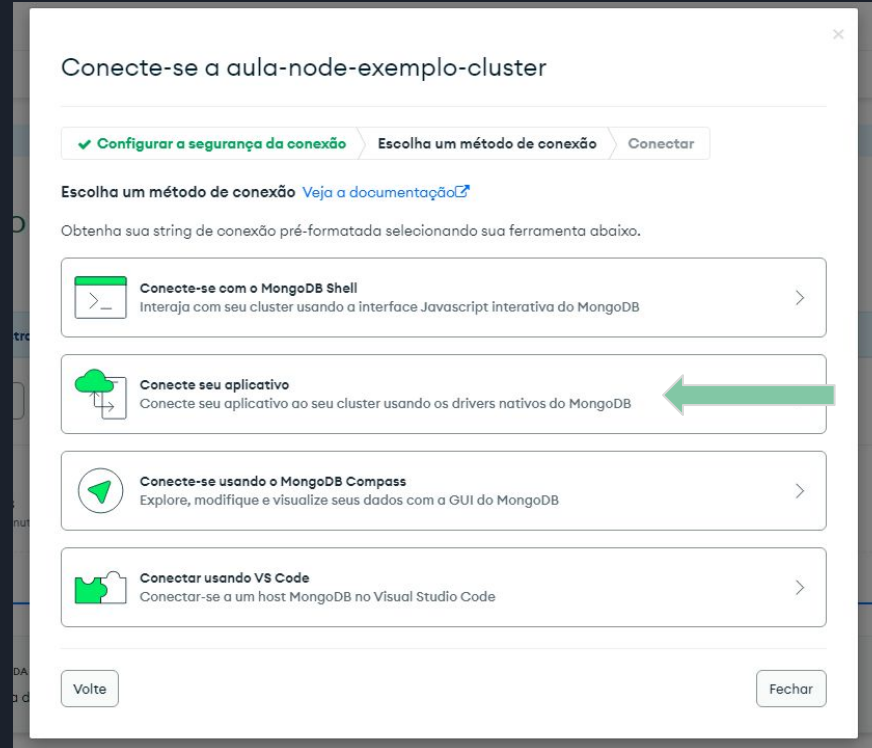 Conecte-se a aula-node-exemplo-cluster
Configurar a segurança da conexão Escolha um método de conexão Conectar
Escolha um método de conexão Veja a documentação
Obtenha sua string de conexão pré-formatada selecionando sua ferramenta abaixo.
Conecte-se com o MongoDB Shell
Interaja com seu cluster usando a interface Javascript interativa do MongoDB
Conecte seu aplicativo
Conecte seu aplicativo ao seu cluster usando os drivers nativos do MongoDB
Conecte-se usando o MongoDB Compass
Explore, modifique e visualize seus dados com a GUI do MongoDB
Conectar usando VS Code
Conectar-se a um host MongoDB no Visual Studio Code
Volte Fechar